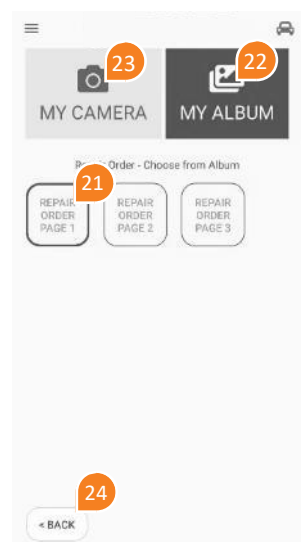 23
22
MY CAMERA
MY ALBUM
Order - Choose from Album
21
REPAIR
ORDER
PAGE 1
REPAIR
ORDER
PAGE 2
REPAIR
ORDER
PAGE 3
24
< BACK